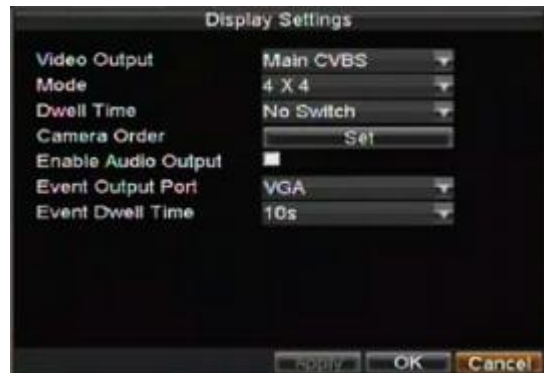 Display Settings
Video Output Main CVBS
Mode 4 X 4
Dwell Time No Switch
Camera Order Set
Enable Audio Output
Event Output Port VGA
Event Dwell Time 10s
Apply OK Cancel